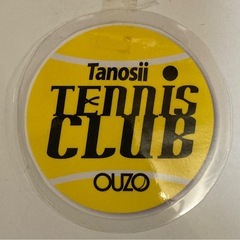 Tanosii
TENNIS
CLUB
OUZO